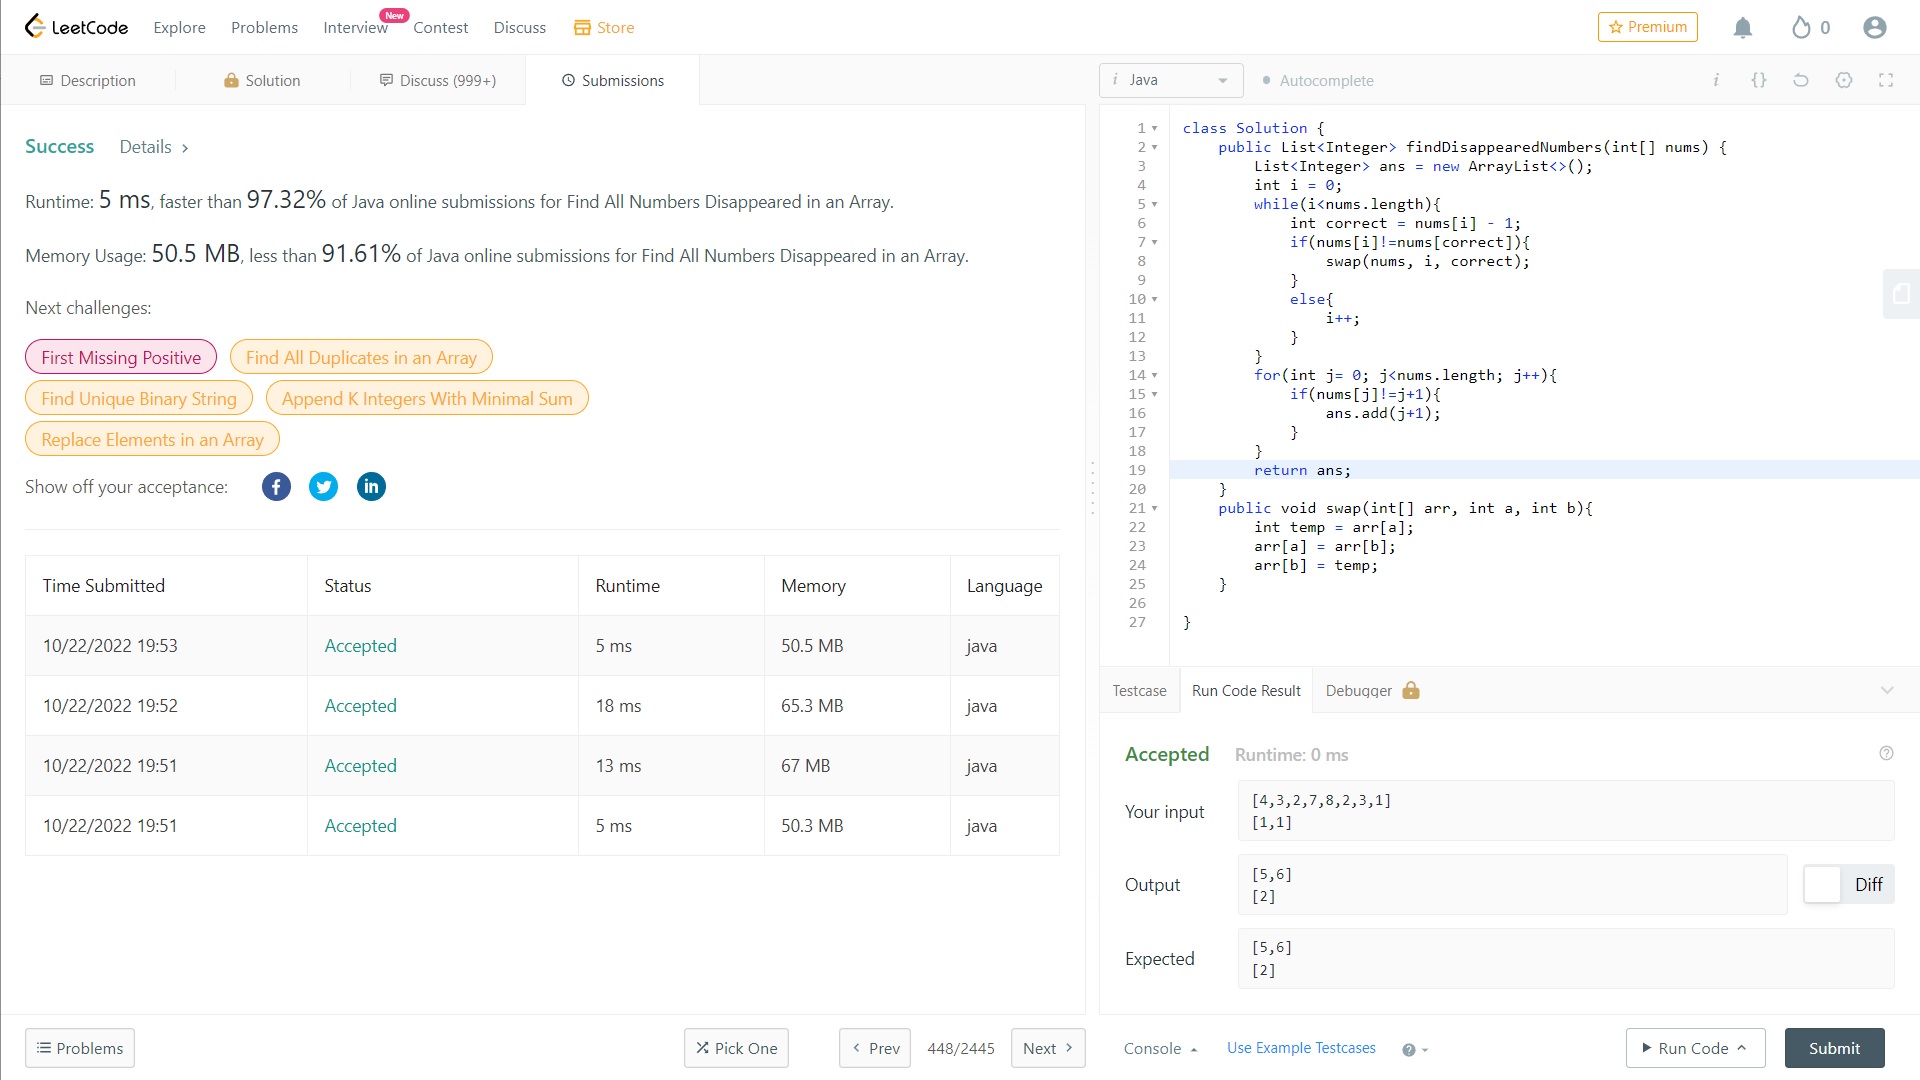 LeetCode Explore Problems Interview New Contest Discuss Store Premium 0
Description Solution Discuss (999+) Submissions
i Java Autocomplete i {}
Success Details >
Runtime: 5 ms, faster than 97.32% of Java online submissions for Find All Numbers Disappeared in an Array.
Memory Usage: 50.5 MB, less than 91.61% of Java online submissions for Find All Numbers Disappeared in an Array.
Next challenges:
First Missing Positive Find All Duplicates in an Array
Find Unique Binary String Append K Integers With Minimal Sum
Replace Elements in an Array
Show off your acceptance: f in
Time Submitted Status Runtime Memory Language
10/22/2022 19:53 Accepted 5 ms 50.5 MB java
10/22/2022 19:52 Accepted 18 ms 65.3 MB java
10/22/2022 19:51 Accepted 13 ms 67 MB java
10/22/2022 19:51 Accepted 5 ms 50.3 MB java
1 class Solution {
2 public List<Integer> findDisappearedNumbers(int[] nums) {
3 List<Integer> ans = new ArrayList<>();
4 int i = 0;
5 while(i<nums.length){
6 int correct = nums[i] - 1;
7 if(nums[i]!=nums[correct]){
8 swap(nums, i, correct);
9 }
10 else{
11 i++;
12 }
13 }
14 for(int j= 0; j<nums.length; j++){
15 if(nums[j]!=j+1){
16 ans.add(j+1);
17 }
18 }
19 return ans;
20 }
21 public void swap(int[] arr, int a, int b){
22 int temp = arr[a];
23 arr[a] = arr[b];
24 arr[b] = temp;
25 }
26
27 }
Testcase Run Code Result Debugger
Accepted Runtime: 0 ms ?
Your input
[4,3,2,7,8,2,3,1]
[1,1]
Output
[5,6]
[2]
Diff
Expected
[5,6]
[2]
Problems Pick One < Prev 448/2445 Next > Console Use Example Testcases ? Run Code Submit